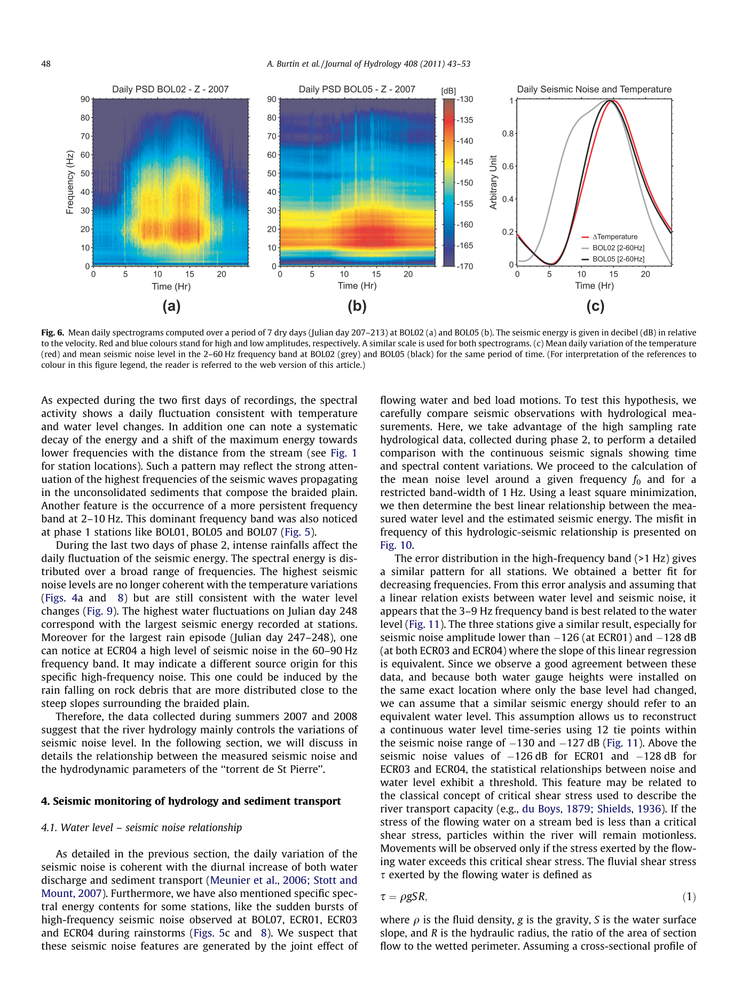 48
A. Burtin et al./Journal of Hydrology 408 (2011) 43–53
Daily PSD BOL02 - Z - 2007
90
80
70
60
50
40
30
20
10
0
Frequency (Hz)
0 5 10 15 20
Time (Hr)
(a)
Daily PSD BOL05 - Z - 2007
90
80
70
60
50
40
30
20
10
0
0 5 10 15 20
Time (Hr)
(b)
[dB]
-130
-135
-140
-145
-150
-155
-160
-165
-170
Daily Seismic Noise and Temperature
1
0.8
0.6
0.4
0.2
0
Arbitrary Unit
ΔTemperature
BOL02 [2-60Hz]
BOL05 [2-60Hz]
0 5 10 15 20
Time (Hr)
(c)
Fig. 6. Mean daily spectrograms computed over a period of 7 dry days (Julian day 207–213) at BOL02 (a) and BOL05 (b). The seismic energy is given in decibel (dB) in relative
to the velocity. Red and blue colours stand for high and low amplitudes, respectively. A similar scale is used for both spectrograms. (c) Mean daily variation of the temperature
(red) and mean seismic noise level in the 2–60 Hz frequency band at BOL02 (grey) and BOL05 (black) for the same period of time. (For interpretation of the references to
colour in this figure legend, the reader is referred to the web version of this article.)
As expected during the two first days of recordings, the spectral
activity shows a daily fluctuation consistent with temperature
and water level changes. In addition one can note a systematic
decay of the energy and a shift of the maximum energy towards
lower frequencies with the distance from the stream (see Fig. 1
for station locations). Such a pattern may reflect the strong atten-
uation of the highest frequencies of the seismic waves propagating
in the unconsolidated sediments that compose the braided plain.
Another feature is the occurrence of a more persistent frequency
band at 2–10 Hz. This dominant frequency band was also noticed
at phase 1 stations like BOL01, BOL05 and BOL07 (Fig. 5).
During the last two days of phase 2, intense rainfalls affect the
daily fluctuation of the seismic energy. The spectral energy is dis-
tributed over a broad range of frequencies. The highest seismic
noise levels are no longer coherent with the temperature variations
(Figs. 4a and 8) but are still consistent with the water level
changes (Fig. 9). The highest water fluctuations on Julian day 248
correspond with the largest seismic energy recorded at stations.
Moreover for the largest rain episode (Julian day 247–248), one
can notice at ECR04 a high level of seismic noise in the 60–90 Hz
frequency band. It may indicate a different source origin for this
specific high-frequency noise. This one could be induced by the
rain falling on rock debris that are more distributed close to the
steep slopes surrounding the braided plain.
Therefore, the data collected during summers 2007 and 2008
suggest that the river hydrology mainly controls the variations of
seismic noise level. In the following section, we will discuss in
details the relationship between the measured seismic noise and
the hydrodynamic parameters of the “torrent de St Pierre”.
4. Seismic monitoring of hydrology and sediment transport
4.1. Water level – seismic noise relationship
As detailed in the previous section, the daily variation of the
seismic noise is coherent with the diurnal increase of both water
discharge and sediment transport (Meunier et al., 2006; Stott and
Mount, 2007). Furthermore, we have also mentioned specific spec-
tral energy contents for some stations, like the sudden bursts of
high-frequency seismic noise observed at BOL07, ECR01, ECR03
and ECR04 during rainstorms (Figs. 5c and 8). We suspect that
these seismic noise features are generated by the joint effect of
flowing water and bed load motions. To test this hypothesis, we
carefully compare seismic observations with hydrological mea-
surements. Here, we take advantage of the high sampling rate
hydrological data, collected during phase 2, to perform a detailed
comparison with the continuous seismic signals showing time
and spectral content variations. We proceed to the calculation of
the mean noise level around a given frequency f0 and for a
restricted band-width of 1 Hz. Using a least square minimization,
we then determine the best linear relationship between the mea-
sured water level and the estimated seismic energy. The misfit in
frequency of this hydrologic-seismic relationship is presented on
Fig. 10.
The error distribution in the high-frequency band (>1 Hz) gives
a similar pattern for all stations. We obtained a better fit for
decreasing frequencies. From this error analysis and assuming that
a linear relation exists between water level and seismic noise, it
appears that the 3–9 Hz frequency band is best related to the water
level (Fig. 11). The three stations give a similar result, especially for
seismic noise amplitude lower than −126 (at ECR01) and −128 dB
(at both ECR03 and ECR04) where the slope of this linear regression
is equivalent. Since we observe a good agreement between these
data, and because both water gauge heights were installed on
the same exact location where only the base level had changed,
we can assume that a similar seismic energy should refer to an
equivalent water level. This assumption allows us to reconstruct
a continuous water level time-series using 12 tie points within
the seismic noise range of −130 and −127 dB (Fig. 11). Above the
seismic noise values of −126 dB for ECR01 and −128 dB for
ECR03 and ECR04, the statistical relationships between noise and
water level exhibit a threshold. This feature may be related to
the classical concept of critical shear stress used to describe the
river transport capacity (e.g., du Boys, 1879; Shields, 1936). If the
stress of the flowing water on a stream bed is less than a critical
shear stress, particles within the river will remain motionless.
Movements will be observed only if the stress exerted by the flow-
ing water exceeds this critical shear stress. The fluvial shear stress
τ exerted by the flowing water is defined as
τ = ρgSR, (1)
where ρ is the fluid density, g is the gravity, S is the water surface
slope, and R is the hydraulic radius, the ratio of the area of section
flow to the wetted perimeter. Assuming a cross-sectional profile of